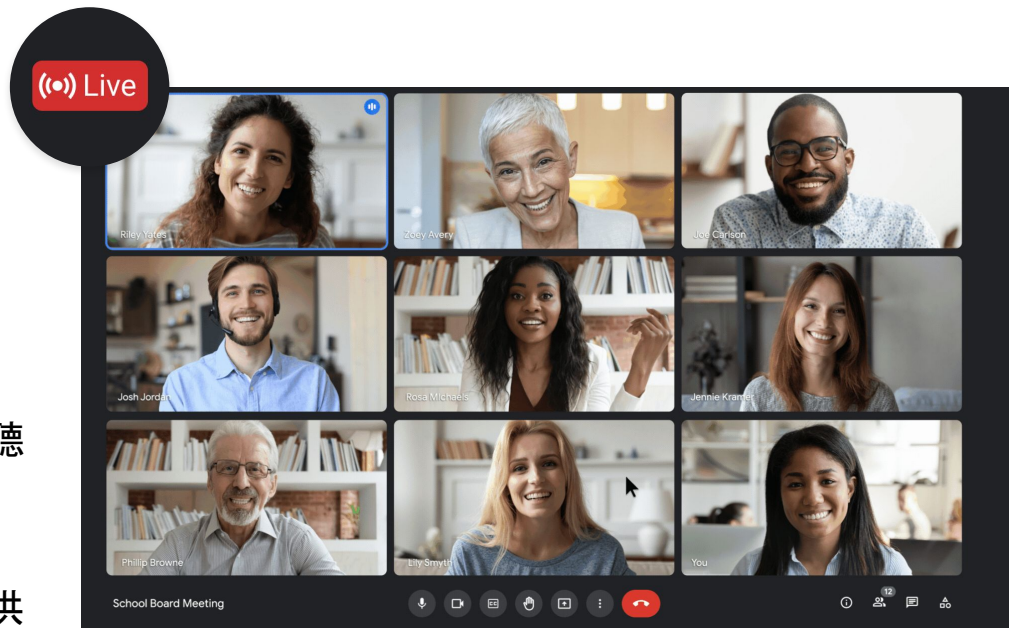 Live
Riley Yates
Zoey Avery
Joe Carlson
Josh Jordan
Rosa Michaels
Jennie Kramer
聽
Phillip Browne
Lily Smyth
You
School Board Meeting
CC
12
共